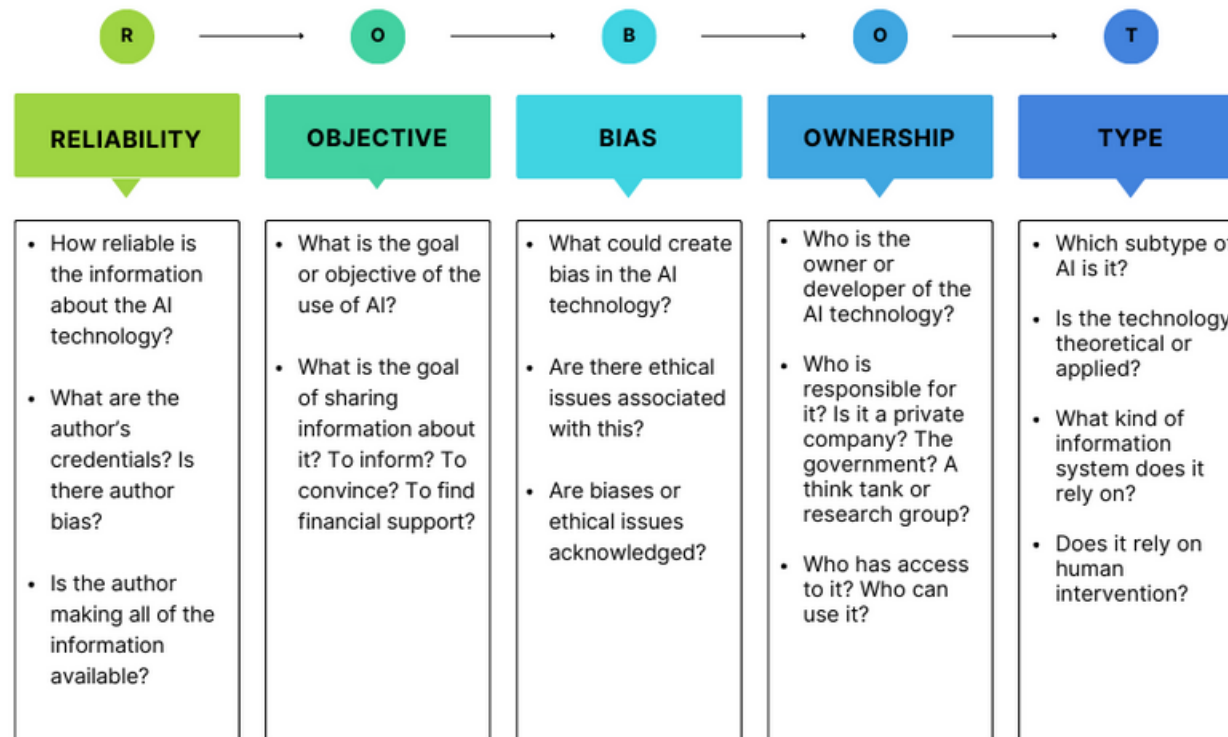 R
O
B
O
T
RELIABILITY
OBJECTIVE
BIAS
OWNERSHIP
TYPE
• How reliable is
the information
about the AI
technology?
• What are the
author's
credentials? Is
there author
bias?
• Is the author
making all of the
information
available?
• What is the goal
or objective of the
use of AI?
• What is the goal
of sharing
information about
it? To inform? To
convince? To find
financial support?
• What could create
bias in the AI
technology?
• Are there ethical
issues associated
with this?
• Are biases or
ethical issues
acknowledged?
• Who is the
owner or
developer of the
AI technology?
• Who is
responsible for
it? Is it a private
company? The
government? A
think tank or
research group?
• Who has access
to it? Who can
use it?
• Which subtype of
AI is it?
• Is the technology
theoretical or
applied?
• What kind of
information
system does it
rely on?
• Does it rely on
human
intervention?